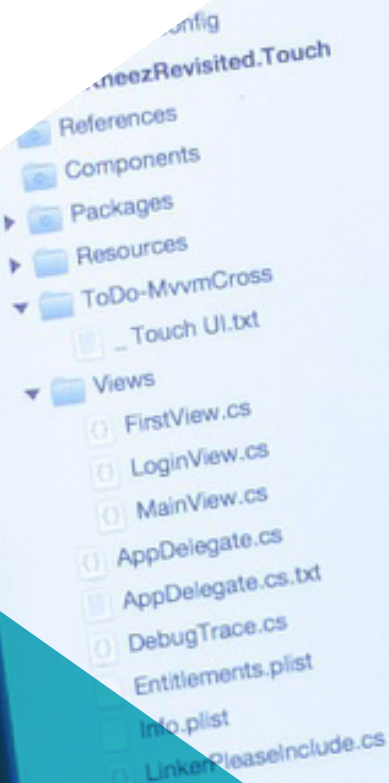 References
Components
Packages
Resources
ToDo-MvvmCross
_ Touch UI.txt
Views
FirstView.cs
LoginView.cs
MainView.cs
AppDelegate.cs
AppDelegate.cs.txt
DebugTrace.cs
Entitlements.plist
Info.plist
LinkerPleaseInclude.cs